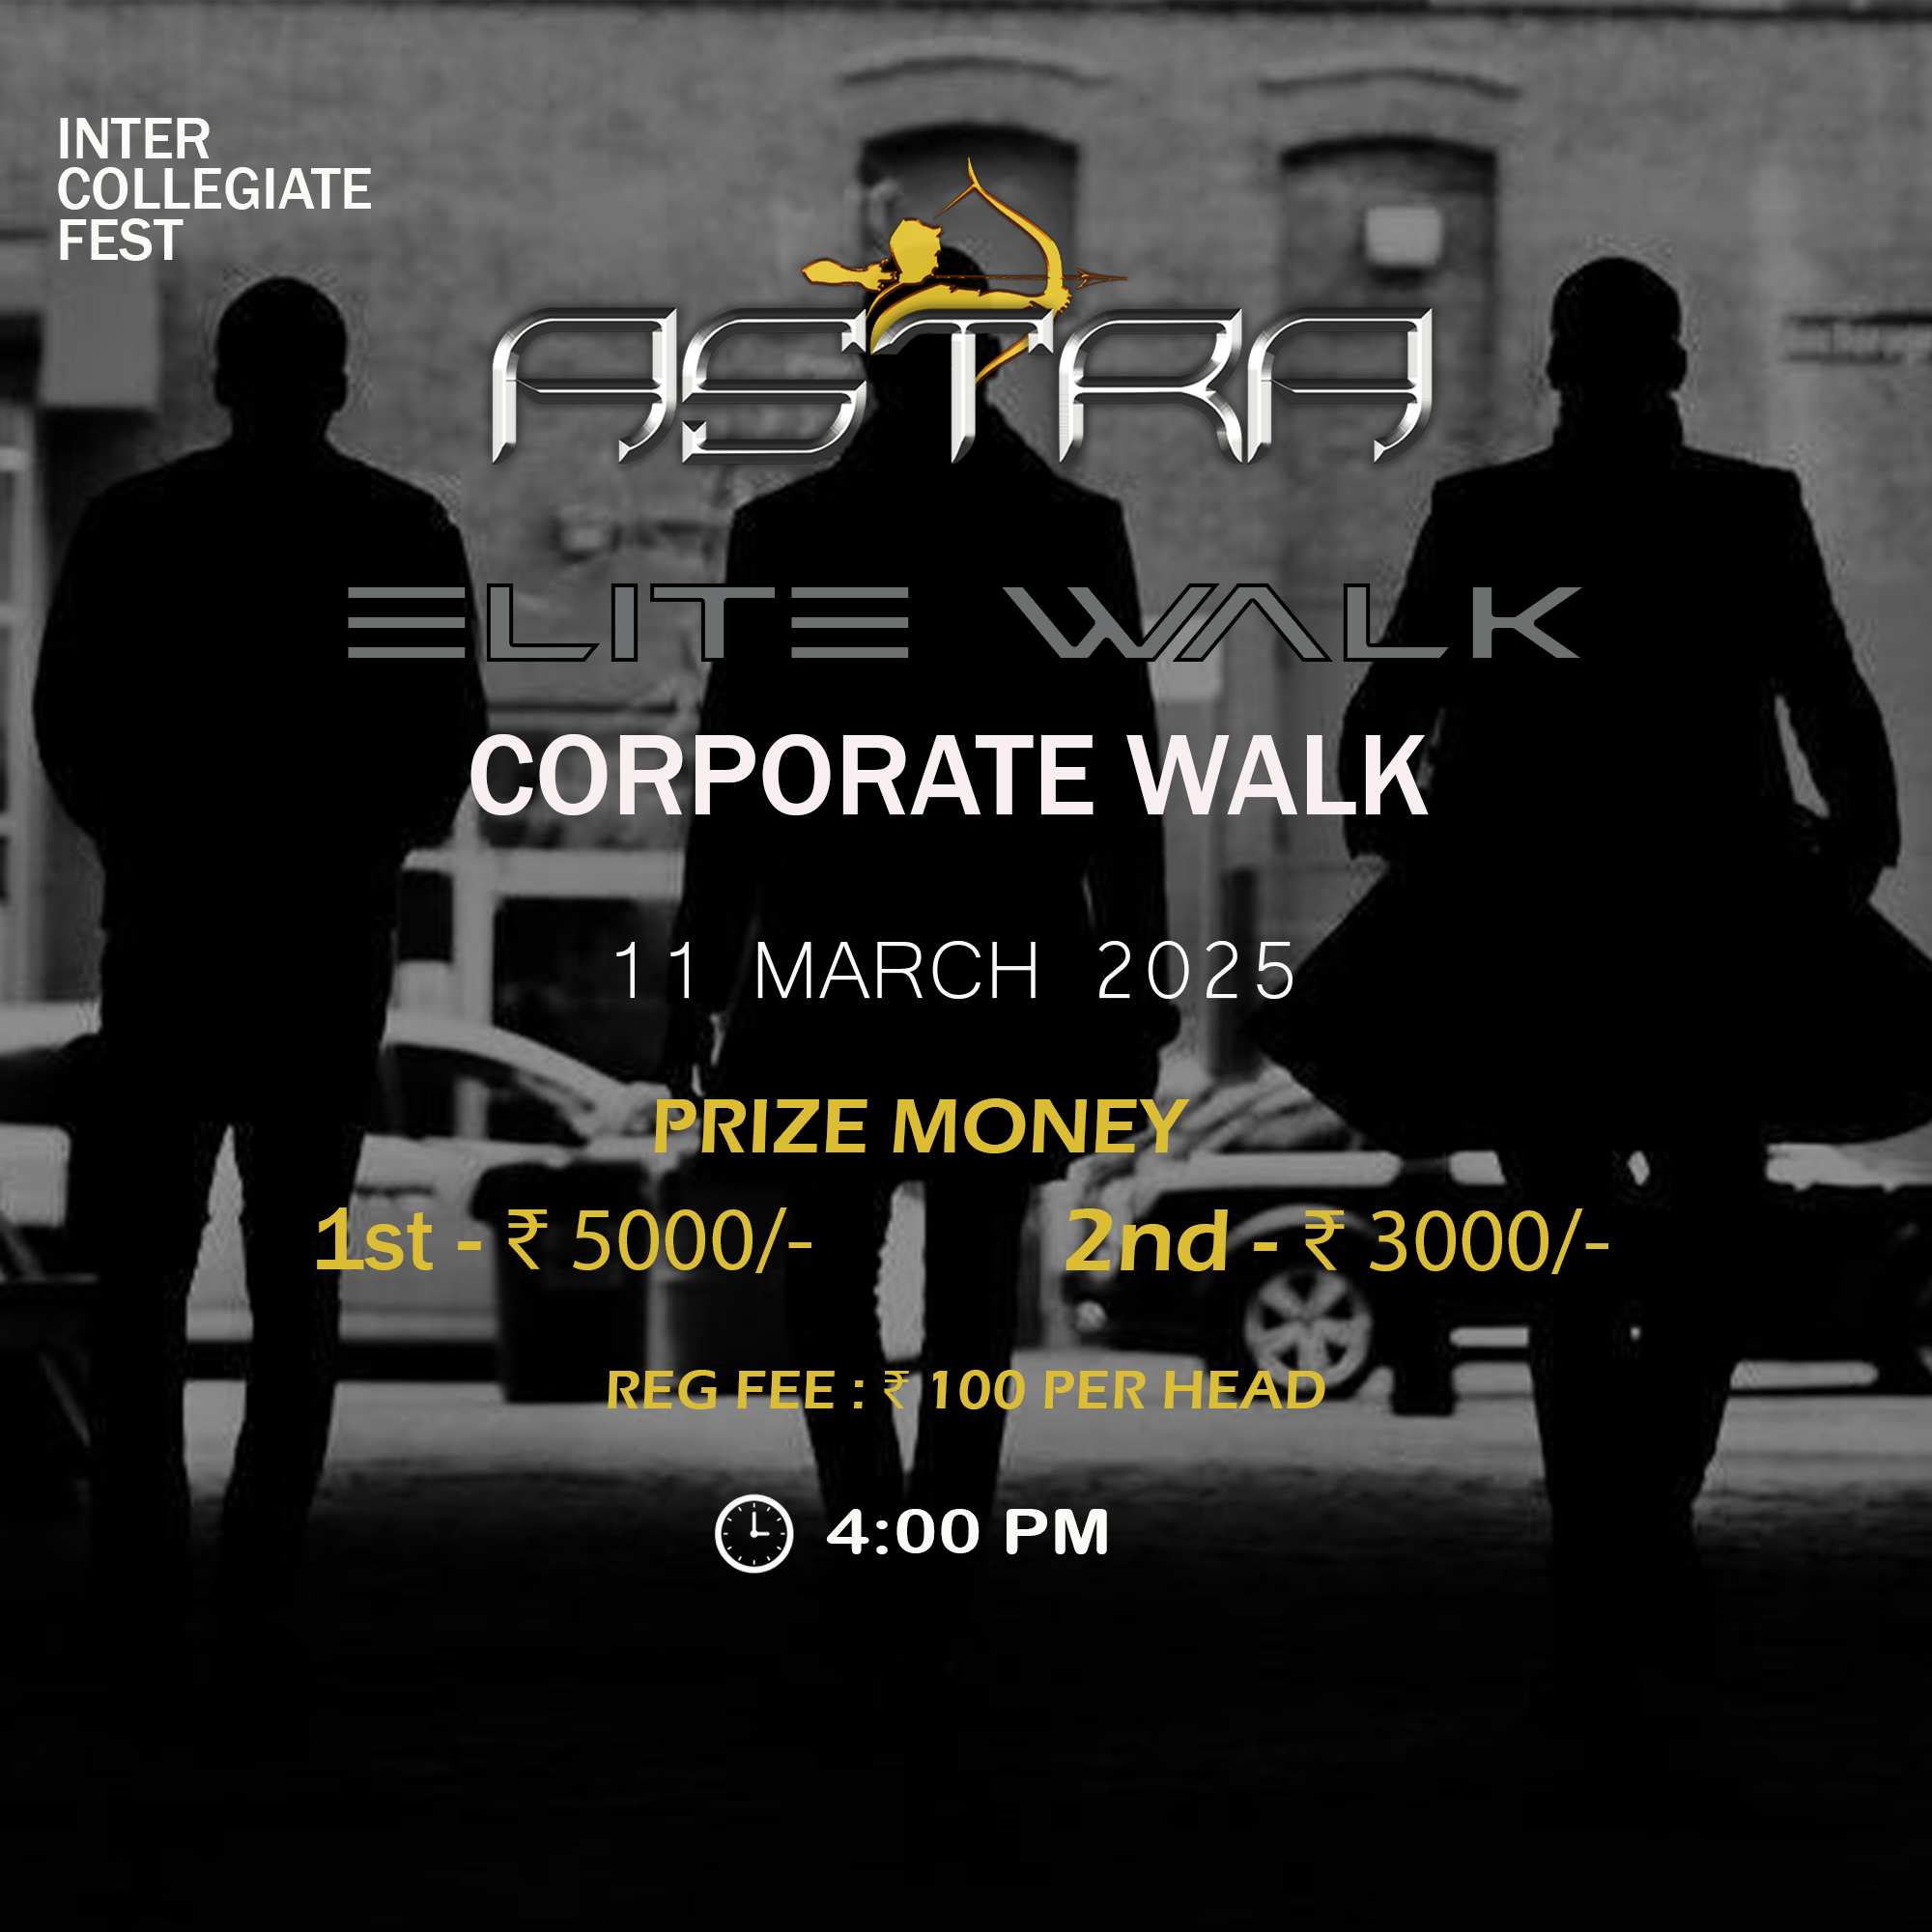 INTER
COLLEGIATE
FEST
ASTRA
ELITE WALK
CORPORATE WALK
11 MARCH 2025
PRIZE MONEY
1st - ₹ 5000/- 2nd - ₹ 3000/-
REG FEE : ₹ 100 PER HEAD
4:00 PM